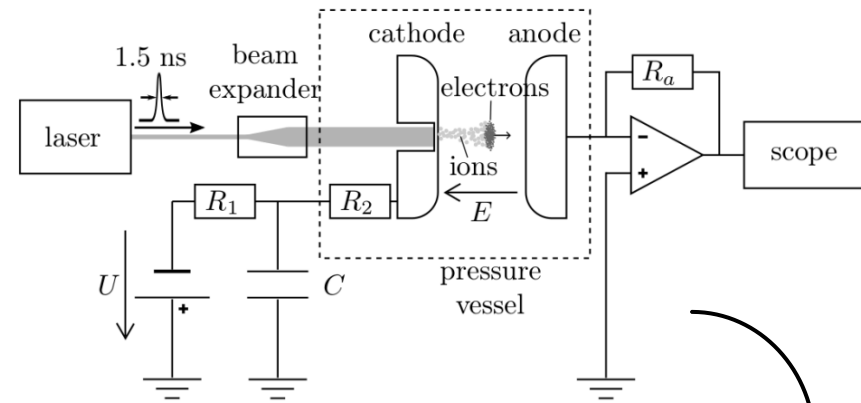 cathode
anode
1.5 ns
beam
expander
electrons
R_a
laser
ions
-
+
scope
R_1
R_2
E
U
C
+
pressure
vessel